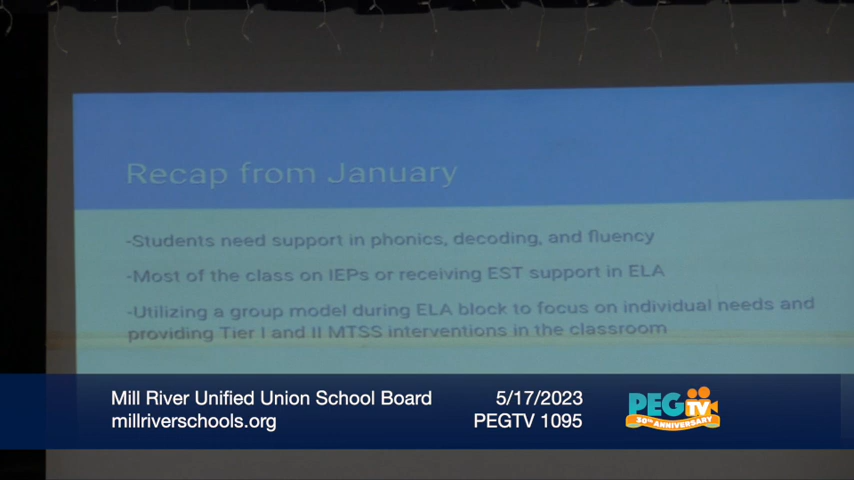 Recap from January
-Students need support in phonics, decoding, and fluency
-Most of the class on IEPs or receiving EST support in ELA
-Utilizing a group model during ELA block to focus on individual needs and
providing Tier I and II MTSS interventions in the classroom
Mill River Unified Union School Board
5/17/2023
millriverschools.org
PEGTV 1095
PEGTV
30TH ANNIVERSARY